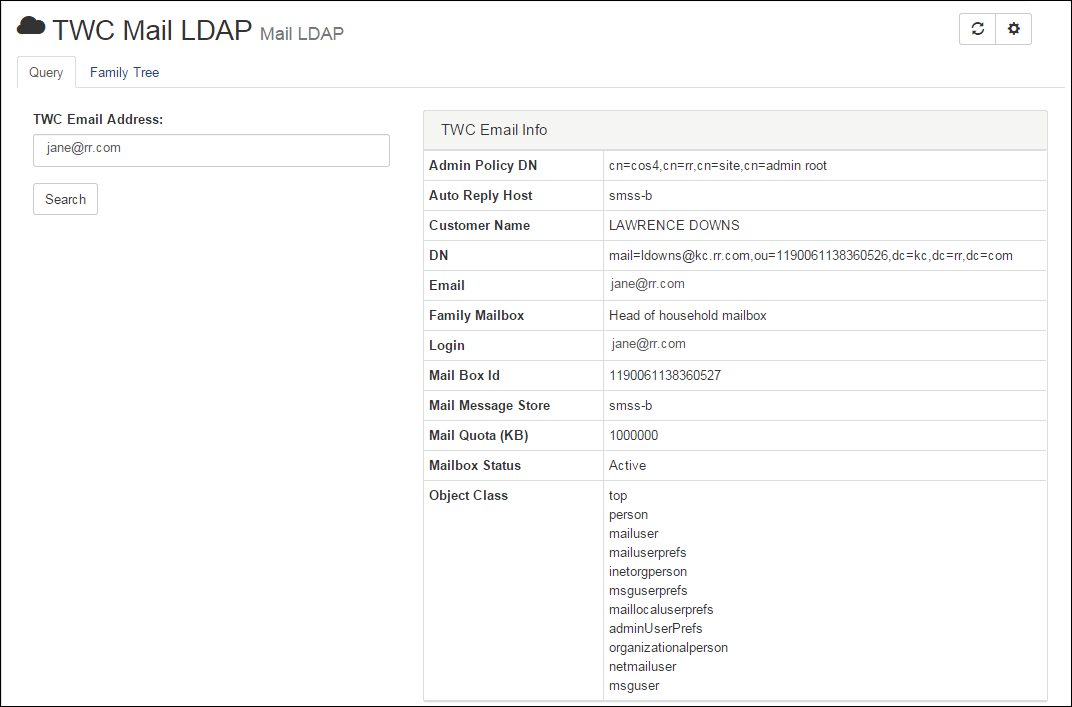 TWC Mail LDAP Mail LDAP
Query Family Tree
TWC Email Address:
jane@rr.com
Search
TWC Email Info
Admin Policy DN cn=cos4,cn=rr,cn=site,cn=admin root
Auto Reply Host smss-b
Customer Name LAWRENCE DOWNS
DN mail=ldowns@kc.rr.com,ou=1190061138360526,dc=kc,dc=rr,dc=com
Email jane@rr.com
Family Mailbox Head of household mailbox
Login jane@rr.com
Mail Box Id 1190061138360527
Mail Message Store smss-b
Mail Quota (KB) 1000000
Mailbox Status Active
Object Class top
person
mailuser
mailuserprefs
inetorgperson
msguserprefs
maillocaluserprefs
adminUserPrefs
organizationalperson
netmailuser
msguser